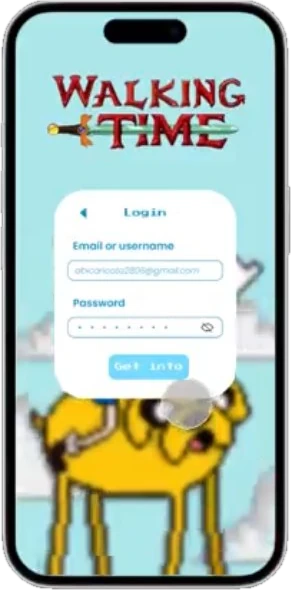 WALKING
TIME
Login
Email or username
Password
Get into